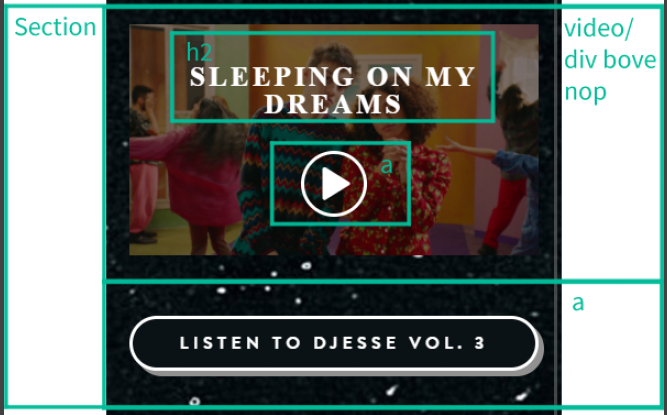 Section
video/
div bove
nop
h2
SLEEPING ON MY
DREAMS
a
a
LISTEN TO DJESSE VOL. 3